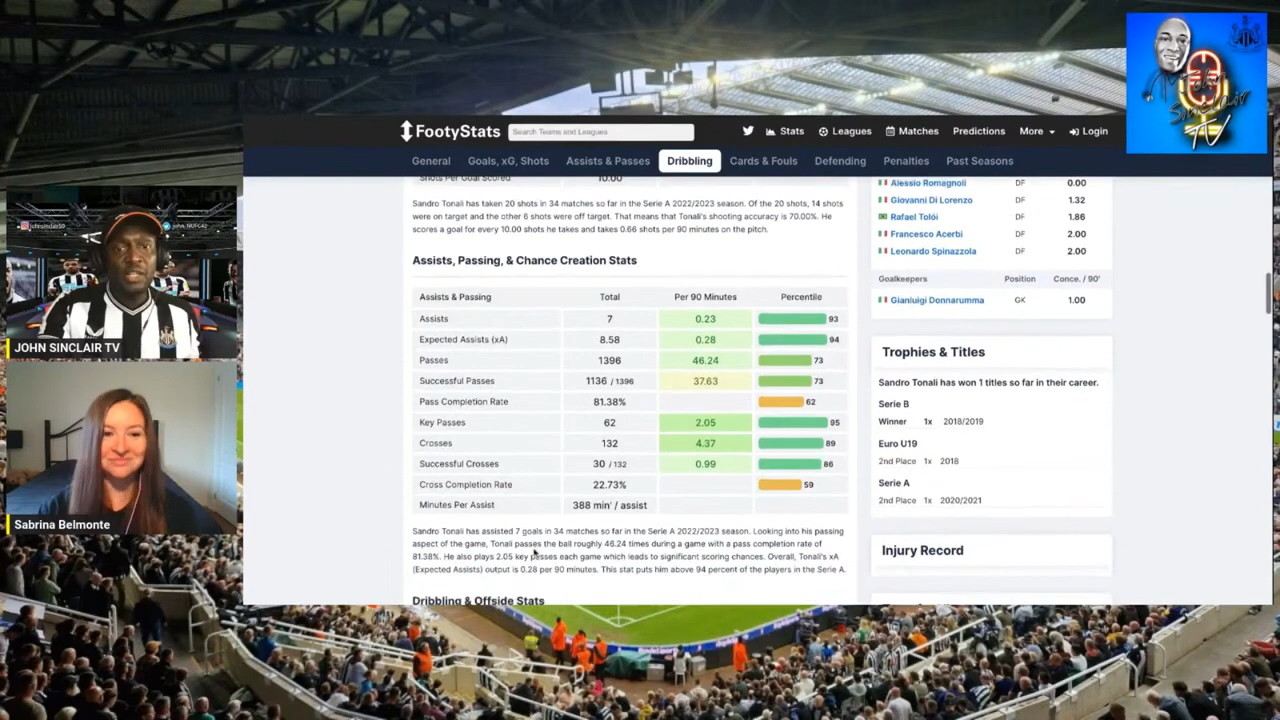 John Sinclair TV
FootyStats
Search Teams and Leagues
Stats
Leagues
Matches
Predictions
More
Login
General
Goals, xG, Shots
Assists & Passes
Dribbling
Cards & Fouls
Defending
Penalties
Past Seasons
Shots Per Goal Scored 10.00
Sandro Tonali has taken 20 shots in 34 matches so far in the Serie A 2022/2023 season. Of the 20 shots, 14 shots
were on target and the other 6 shots were off target. That means that Tonali's shooting accuracy is 70.00%. He
scores a goal for every 10.00 shots he takes and takes 0.66 shots per 90 minutes on the pitch.
Assists, Passing, & Chance Creation Stats
Assists & Passing Total Per 90 Minutes Percentile
Assists 7 0.23 93
Expected Assists (xA) 8.58 0.28 94
Passes 1396 46.24 73
Successful Passes 1136 / 1396 37.63 73
Pass Completion Rate 81.38% 62
Key Passes 62 2.05 95
Crosses 132 4.37 89
Successful Crosses 30 / 132 0.99 86
Cross Completion Rate 22.73% 59
Minutes Per Assist 388 min' / assist
Sandro Tonali has assisted 7 goals in 34 matches so far in the Serie A 2022/2023 season. Looking into his passing
aspect of the game, Tonali passes the ball roughly 46.24 times during a game with a pass completion rate of
81.38%. He also plays 2.05 key passes each game which leads to significant scoring chances. Overall, Tonali's xA
(Expected Assists) output is 0.28 per 90 minutes. This stat puts him above 94 percent of the players in the Serie A.
Dribbling & Offside Stats
Alessio Romagnoli DF 0.00
Giovanni Di Lorenzo DF 1.32
Rafael Tolói DF 1.86
Francesco Acerbi DF 2.00
Leonardo Spinazzola DF 2.00
Goalkeepers Position Conce. / 90'
Gianluigi Donnarumma GK 1.00
Trophies & Titles
Sandro Tonali has won 1 titles so far in their career.
Serie B
Winner 1x 2018/2019
Euro U19
2nd Place 1x 2018
Serie A
2nd Place 1x 2020/2021
Injury Record
johnsinclair50
john_NUFC42
JOHN SINCLAIR TV
Sabrina Belmonte